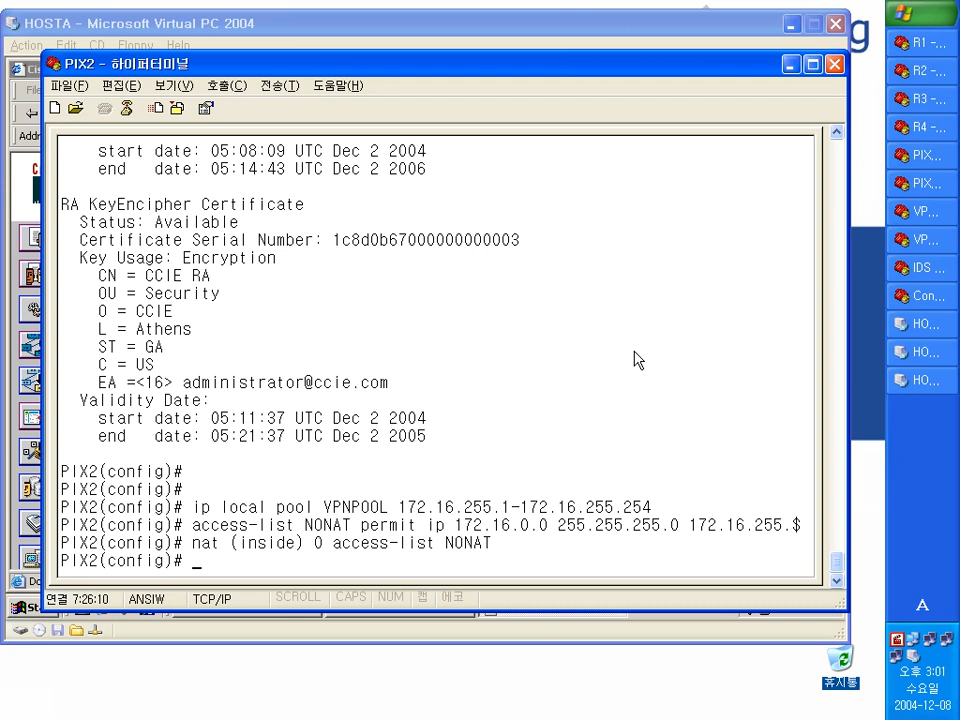 HOSTA - Microsoft Virtual PC 2004
Action Edit CD Floppy Help
PIX2 - 하이퍼터미널
파일(F) 편집(E) 보기(V) 호출(C) 전송(T) 도움말(H)
start date: 05:08:09 UTC Dec 2 2004
end date: 05:14:43 UTC Dec 2 2006
RA KeyEncipher Certificate
Status: Available
Certificate Serial Number: 1c8d0b67000000000003
Key Usage: Encryption
CN = CCIE RA
OU = Security
O = CCIE
L = Athens
ST = GA
C = US
EA =<16> administrator@ccie.com
Validity Date:
start date: 05:11:37 UTC Dec 2 2004
end date: 05:21:37 UTC Dec 2 2005
PIX2(config)#
PIX2(config)#
PIX2(config)# ip local pool VPNPOOL 172.16.255.1-172.16.255.254
PIX2(config)# access-list NONAT permit ip 172.16.0.0 255.255.255.0 172.16.255.$
PIX2(config)# nat (inside) 0 access-list NONAT
PIX2(config)# _
연결 7:26:10 ANSIW TCP/IP SCROLL CAPS NUM 캡 에코
Addr
R1 -...
R2 -...
R3 -...
R4 -...
PIX...
PIX...
VP...
VP...
IDS ...
Con...
HO...
HO...
HO...
A
오후 3:01
수요일
2004-12-08
휴지통
g